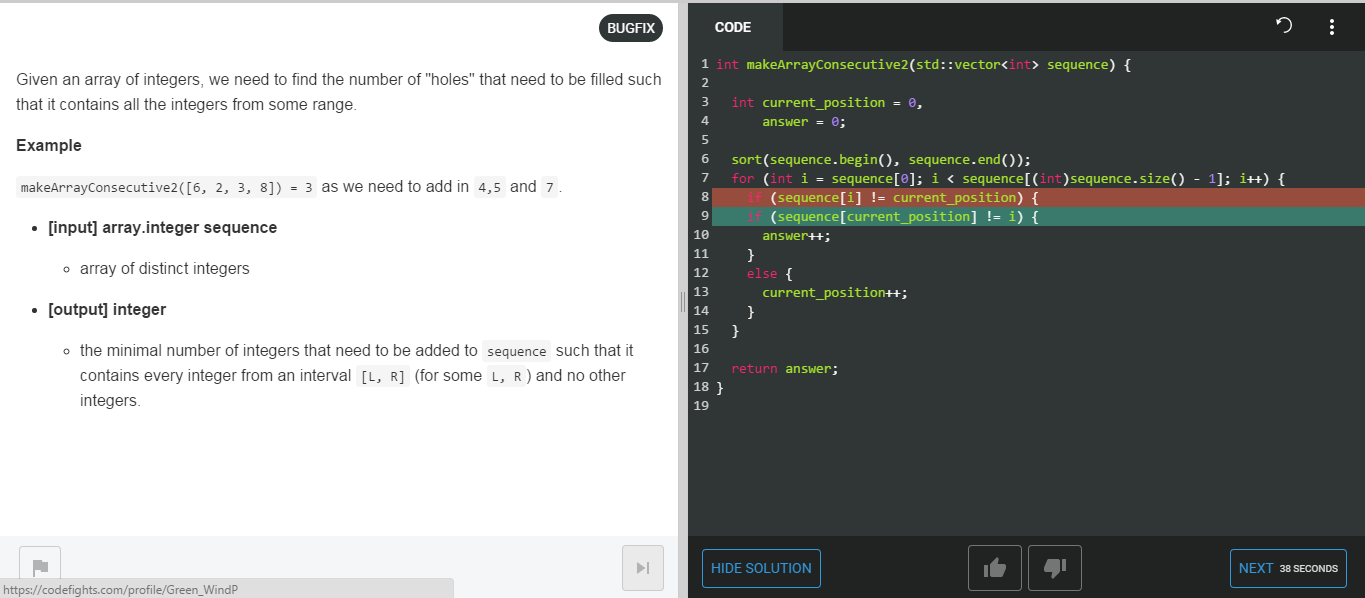 BUGFIX
Given an array of integers, we need to find the number of "holes" that need to be filled such
that it contains all the integers from some range.
Example
makeArrayConsecutive2([6, 2, 3, 8]) = 3 as we need to add in 4,5 and 7 .
[input] array.integer sequence
array of distinct integers
[output] integer
the minimal number of integers that need to be added to sequence such that it
contains every integer from an interval [L, R] (for some L, R ) and no other
integers.
https://codefights.com/profile/Green_WindP
CODE
1 int makeArrayConsecutive2(std::vector<int> sequence) {
2
3   int current_position = 0,
4       answer = 0;
5
6   sort(sequence.begin(), sequence.end());
7   for (int i = sequence[0]; i < sequence[(int)sequence.size() - 1]; i++) {
8     if (sequence[i] != current_position) {
9     if (sequence[current_position] != i) {
10       answer++;
11     }
12     else {
13       current_position++;
14     }
15   }
16
17   return answer;
18 }
19
HIDE SOLUTION
NEXT 38 SECONDS